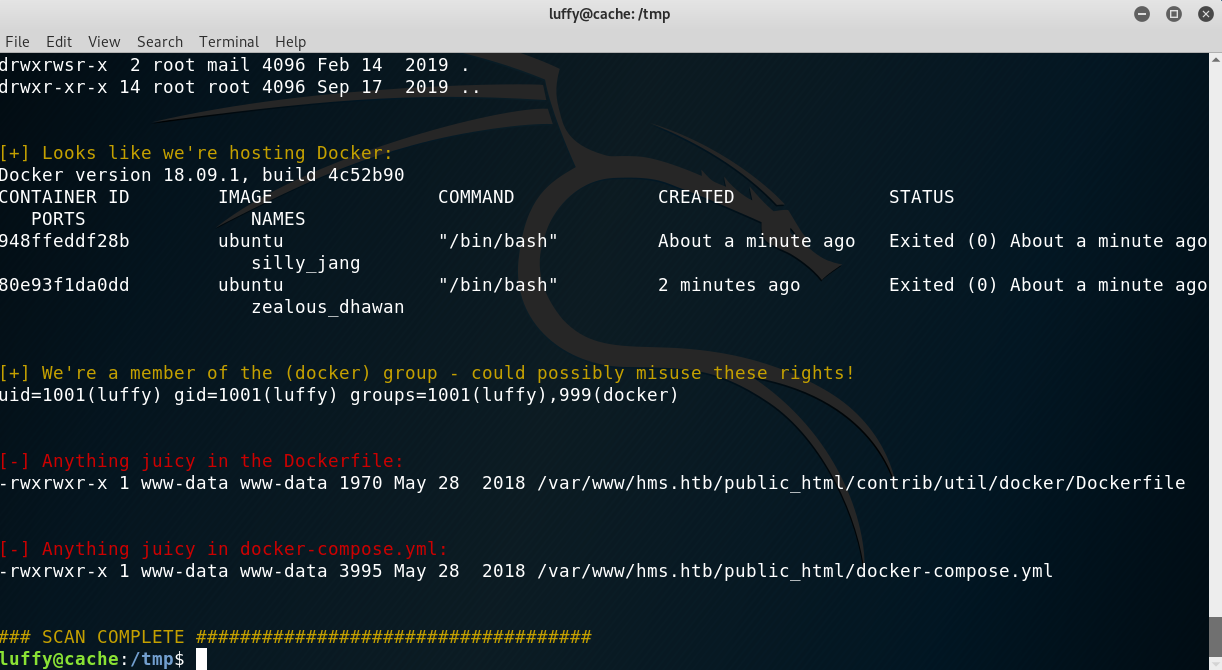 luffy@cache: /tmp
File Edit View Search Terminal Help
drwxrwsr-x  2 root mail 4096 Feb 14  2019 .
drwxr-xr-x 14 root root 4096 Sep 17  2019 ..
[+] Looks like we're hosting Docker:
Docker version 18.09.1, build 4c52b90
CONTAINER ID        IMAGE               COMMAND             CREATED              STATUS
   PORTS               NAMES
948ffeddf28b        ubuntu              "/bin/bash"         About a minute ago   Exited (0) About a minute ago
                       silly_jang
80e93f1da0dd        ubuntu              "/bin/bash"         2 minutes ago        Exited (0) About a minute ago
                       zealous_dhawan
[+] We're a member of the (docker) group - could possibly misuse these rights!
uid=1001(luffy) gid=1001(luffy) groups=1001(luffy),999(docker)
[-] Anything juicy in the Dockerfile:
-rwxrwxr-x 1 www-data www-data 1970 May 28  2018 /var/www/hms.htb/public_html/contrib/util/docker/Dockerfile
[-] Anything juicy in docker-compose.yml:
-rwxrwxr-x 1 www-data www-data 3995 May 28  2018 /var/www/hms.htb/public_html/docker-compose.yml
### SCAN COMPLETE ####################################
luffy@cache:/tmp$